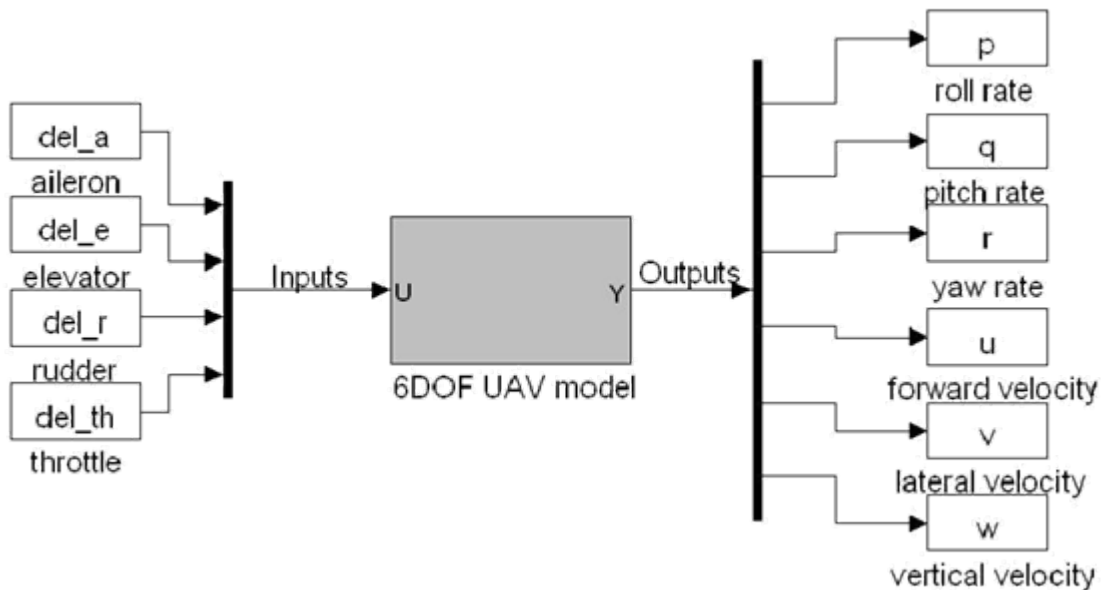 del_a
aileron
del_e
elevator
del_r
rudder
del_th
throttle
Inputs
U
Y
6DOF UAV model
Outputs
p
roll rate
q
pitch rate
r
yaw rate
u
forward velocity
v
lateral velocity
w
vertical velocity